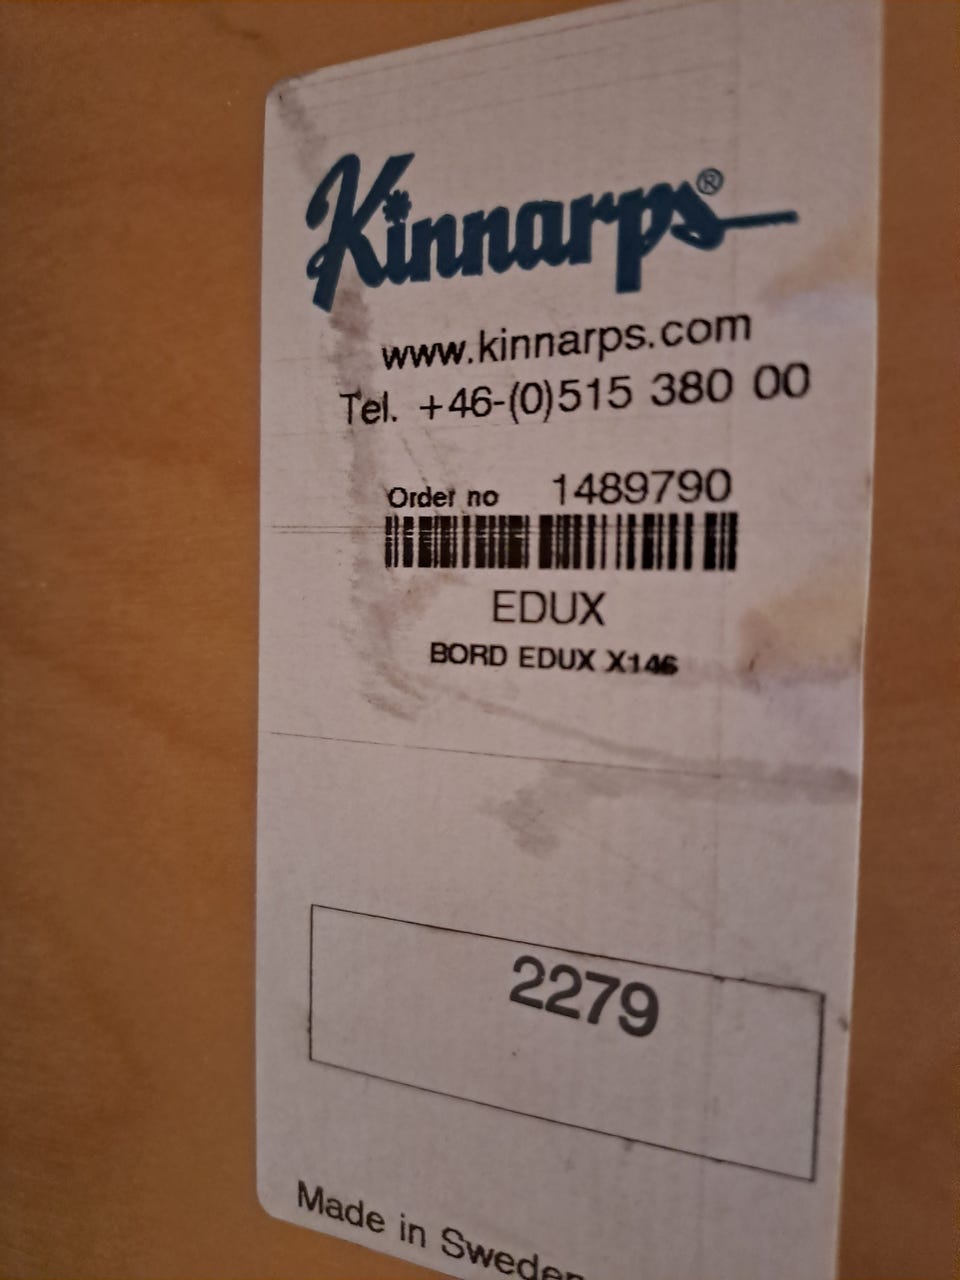 Kinnarps®
www.kinnarps.com
Tel. +46-(0)515 380 00
Order no 1489790
EDUX
BORD EDUX X146
2279
Made in Sweden